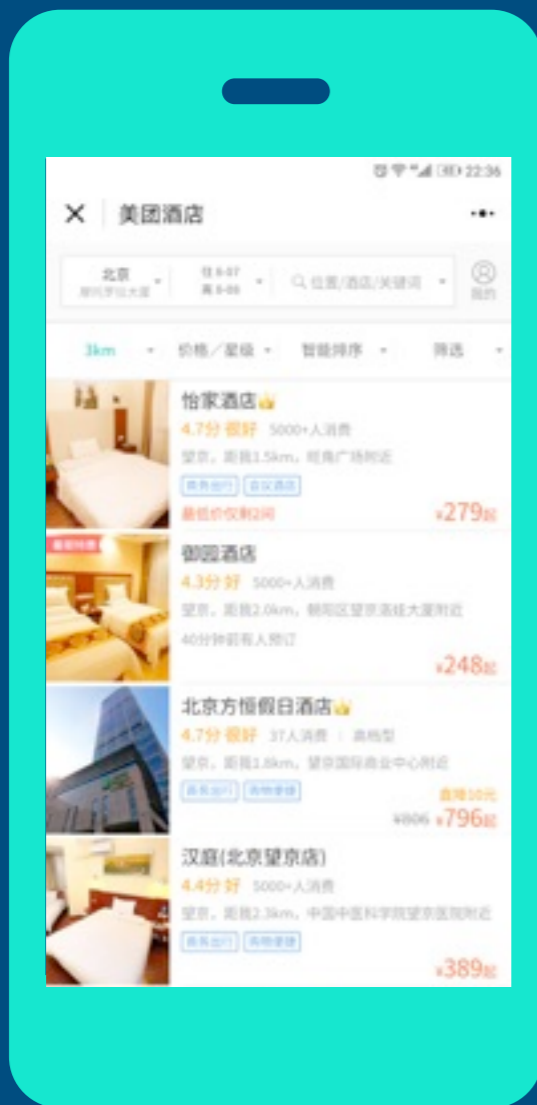 22:36
美团酒店
北京
住 6-07
离 6-08
位置/酒店/关键词
我的
3km
价格/星级
智能排序
筛选
怡家酒店
4.7分 很好 5000+人消费
望京，距我1.5km，旺角广场附近
商务出行 会议酒店
最低价仅剩2间
¥279起
御园酒店
4.3分 好 5000+人消费
望京，距我2.0km，朝阳区望京洛娃大厦附近
40分钟前有人预订
¥248起
北京方恒假日酒店
4.7分 很好 37人消费 | 高档型
望京，距我1.8km，望京国际商业中心附近
商务出行 购物便捷
直降10元
¥806 ¥796起
汉庭(北京望京店)
4.4分 好 5000+人消费
望京，距我2.3km，中国中医科学院望京医院附近
商务出行 购物便捷
¥389起